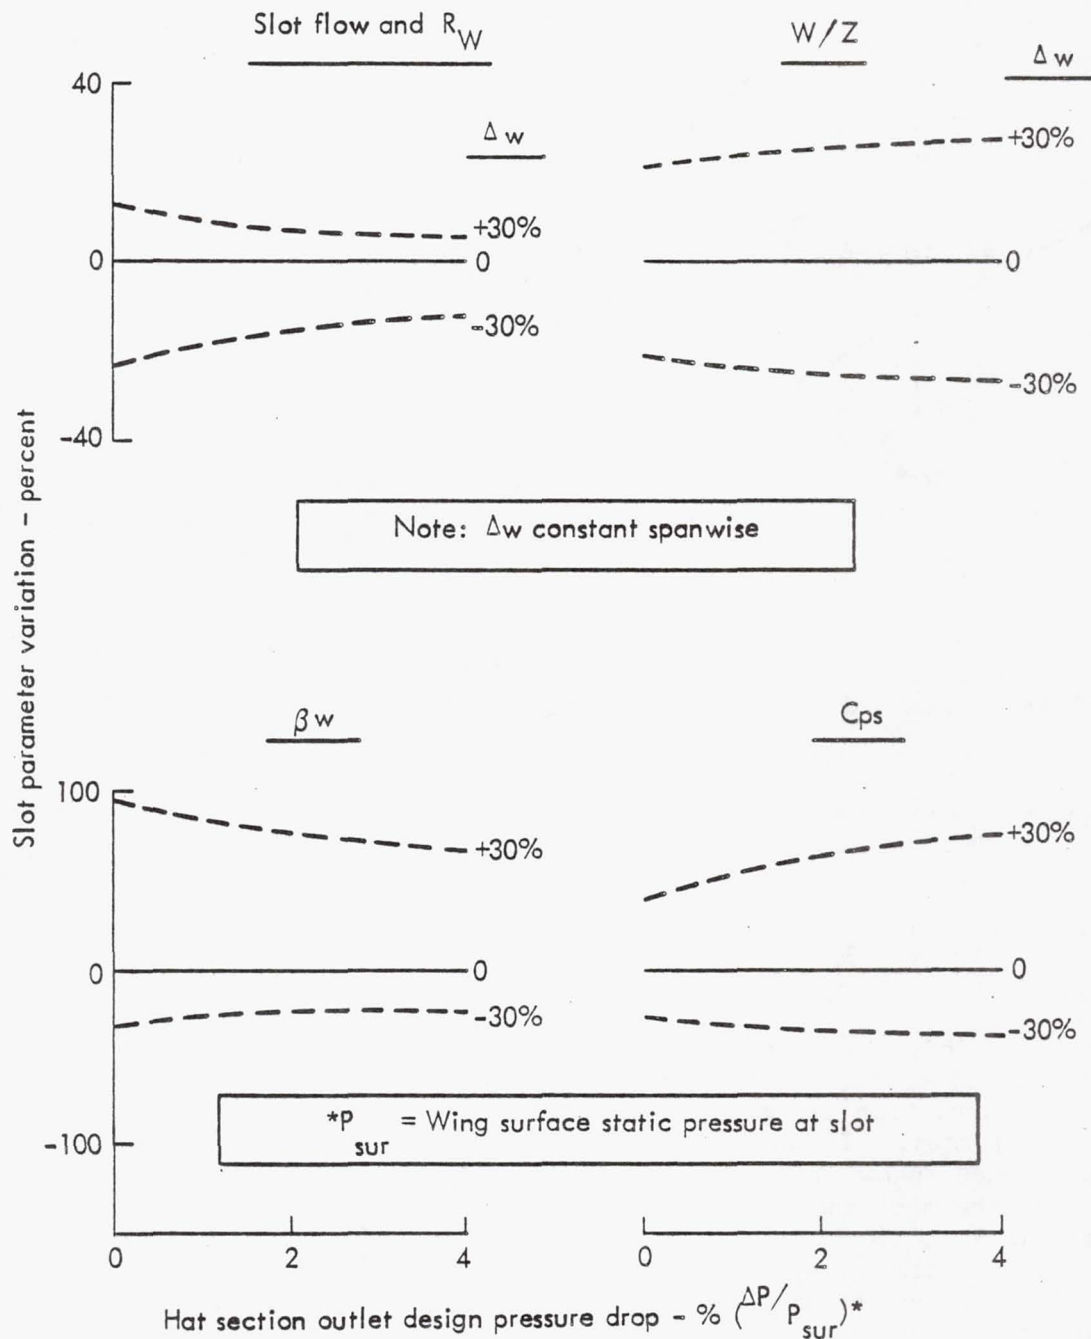 Slot flow and R_W
W/Z
Δw
40
Δw
+30%
+30%
0
0
0
-30%
-30%
-40
Slot parameter variation - percent
Note: Δw constant spanwise
βw
Cps
100
+30%
+30%
0
0
0
-30%
-30%
*P_sur = Wing surface static pressure at slot
-100
0
2
4
0
2
4
Hat section outlet design pressure drop - % (ΔP/P_sur)*